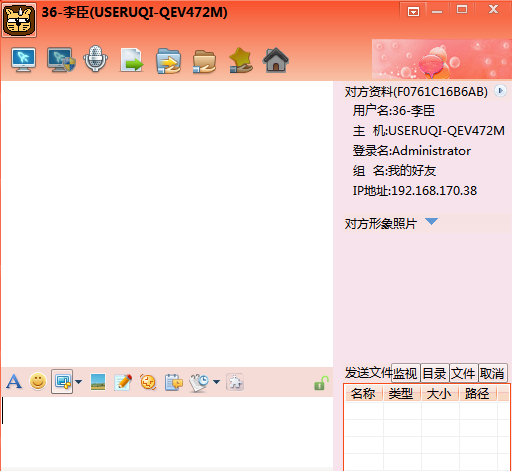 36-李臣(USERUQI-QEV472M)
对方资料(F0761C16B6AB)
用户名:36-李臣
主 机:USERUQI-QEV472M
登录名:Administrator
组 名:我的好友
IP地址:192.168.170.38
对方形象照片
发送文件 监视 目录 文件 取消
名称 类型 大小 路径
A